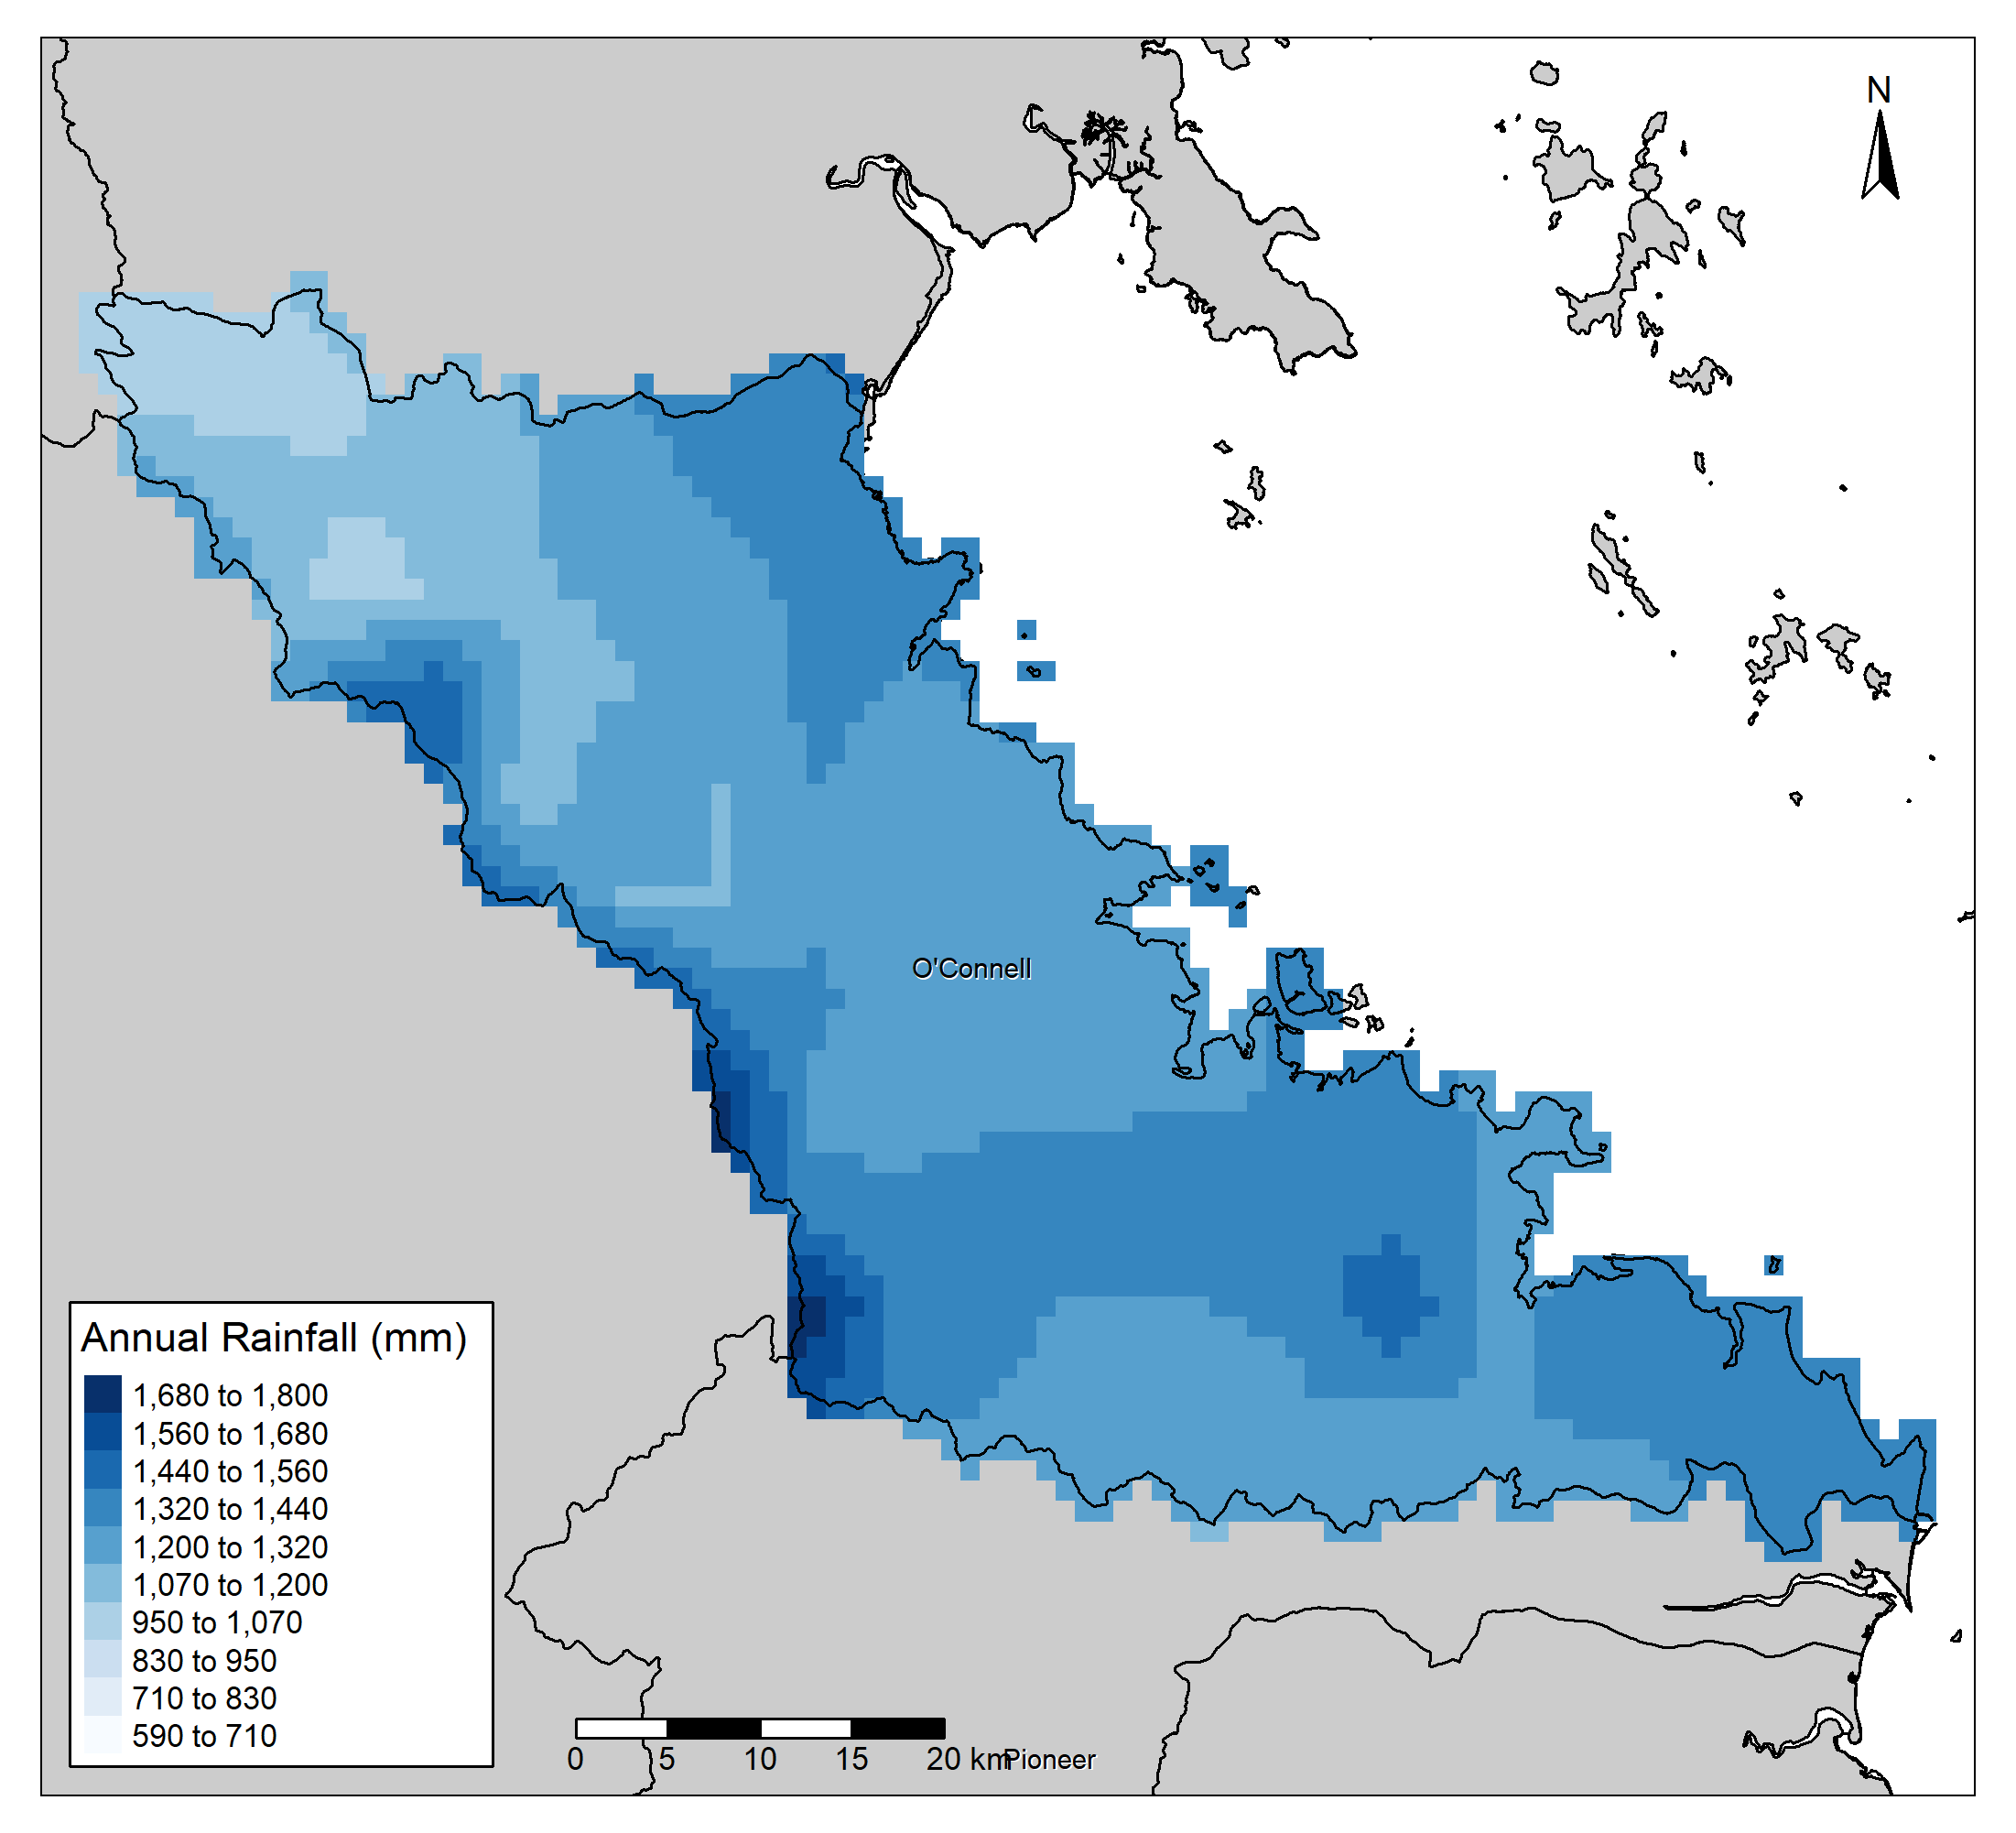 N
O'Connell
Annual Rainfall (mm)
1,680 to 1,800
1,560 to 1,680
1,440 to 1,560
1,320 to 1,440
1,200 to 1,320
1,070 to 1,200
950 to 1,070
830 to 950
710 to 830
590 to 710
0 5 10 15 20 km
Pioneer